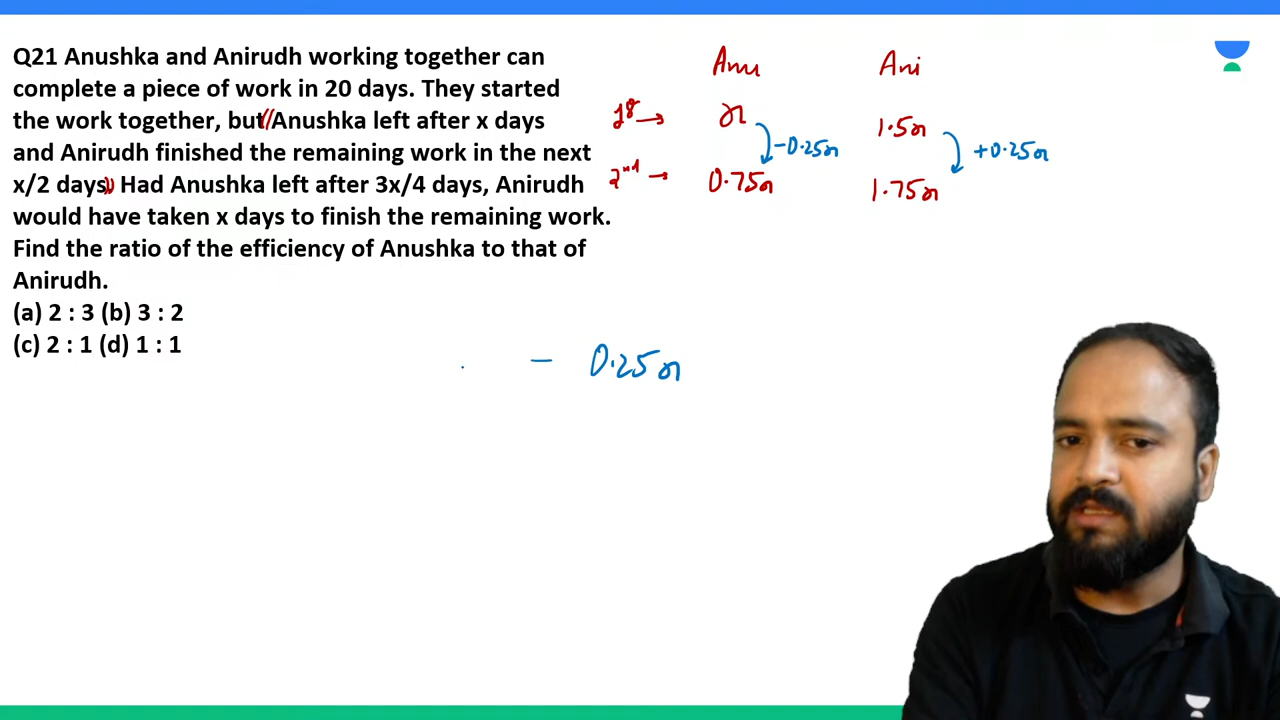 Q21 Anushka and Anirudh working together can
complete a piece of work in 20 days. They started
the work together, but Anushka left after x days
and Anirudh finished the remaining work in the next
x/2 days. Had Anushka left after 3x/4 days, Anirudh
would have taken x days to finish the remaining work.
Find the ratio of the efficiency of Anushka to that of
Anirudh.
(a) 2 : 3 (b) 3 : 2
(c) 2 : 1 (d) 1 : 1
Anu Ani
x 1.5x
-0.25x +0.25x
2nd → 0.75x 1.75x
- 0.25x